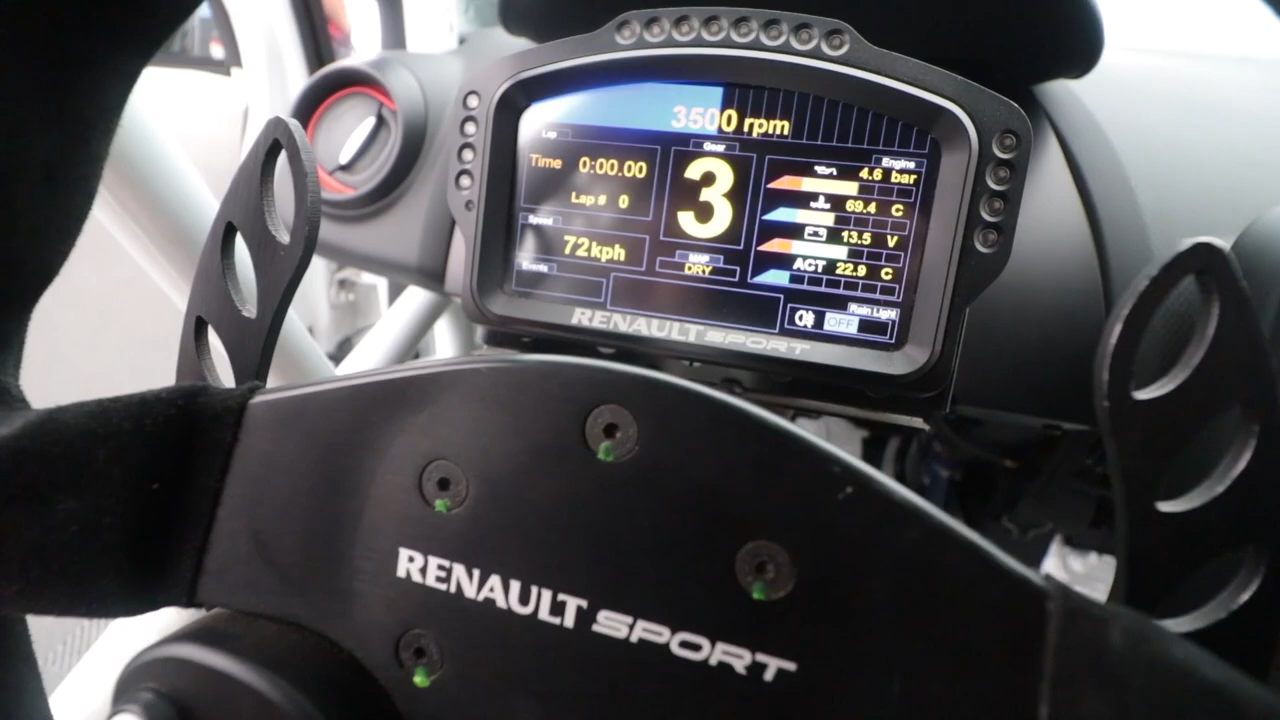 3500 rpm
Lap
Time 0:00.00
Lap # 0
Speed
72kph
Events
Gear
3
MAP
DRY
Engine
4.6 bar
69.4 C
13.5 V
ACT 22.9 C
Rain Light
OFF
RENAULT SPORT
RENAULT SPORT